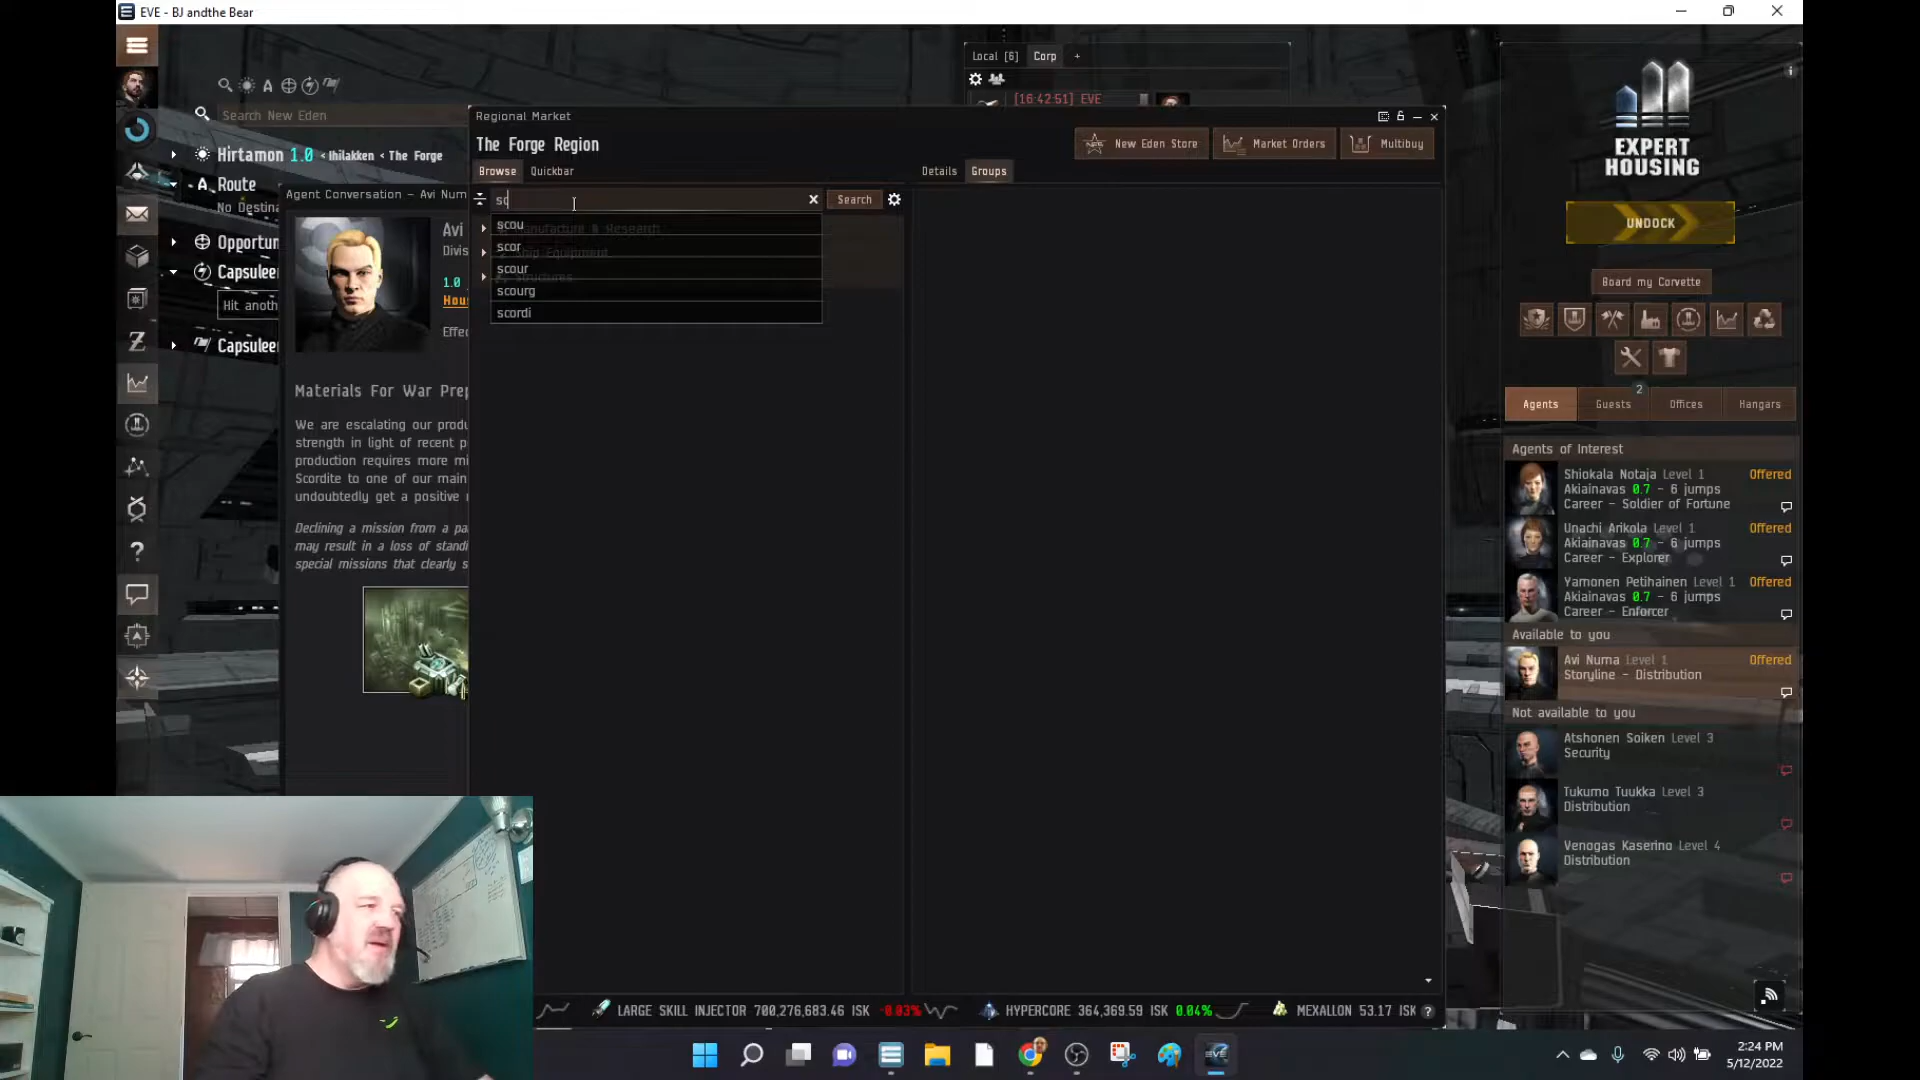 EVE - BJ andthe Bear
Local [6] Corp +
[16:42:51] EVE
Search New Eden
Hirtamon 1.0 < Ihilakken < The Forge
Route
No Destina
Opportun
Capsuleer
Hit anoth
Capsuleer
Agent Conversation - Avi Num
Avi
Divis
1.0
Hous
Effec
Materials For War Prep
We are escalating our produ
strength in light of recent p
production requires more mi
Scordite to one of our main
undoubtedly get a positive
Declining a mission from a pa
may result in a loss of standi
special missions that clearly s
Regional Market
The Forge Region
New Eden Store
Market Orders
Multibuy
Browse Quickbar
Details Groups
sc
Search
scou
Manufacture & Research
scor
Ship Equipment
scour
Structures
scourg
scordi
EXPERT
HOUSING
UNDOCK
Board my Corvette
2
Agents Guests Offices Hangars
Agents of Interest
Shiokala Notaja Level 1 Offered
Akiainavas 0.7 - 6 jumps
Career - Soldier of Fortune
Unachi Arikola Level 1 Offered
Akiainavas 0.7 - 6 jumps
Career - Explorer
Yamonen Petihainen Level 1 Offered
Akiainavas 0.7 - 6 jumps
Career - Enforcer
Available to you
Avi Numa Level 1 Offered
Storyline - Distribution
Not available to you
Atshonen Soiken Level 3
Security
Tukumo Tuukka Level 3
Distribution
Venogas Kaserino Level 4
Distribution
LARGE SKILL INJECTOR 700,276,683.46 ISK -0.03% HYPERCORE 364,369.59 ISK 0.04% MEXALLON 53.17 ISK ?
EVE
2:24 PM
5/12/2022